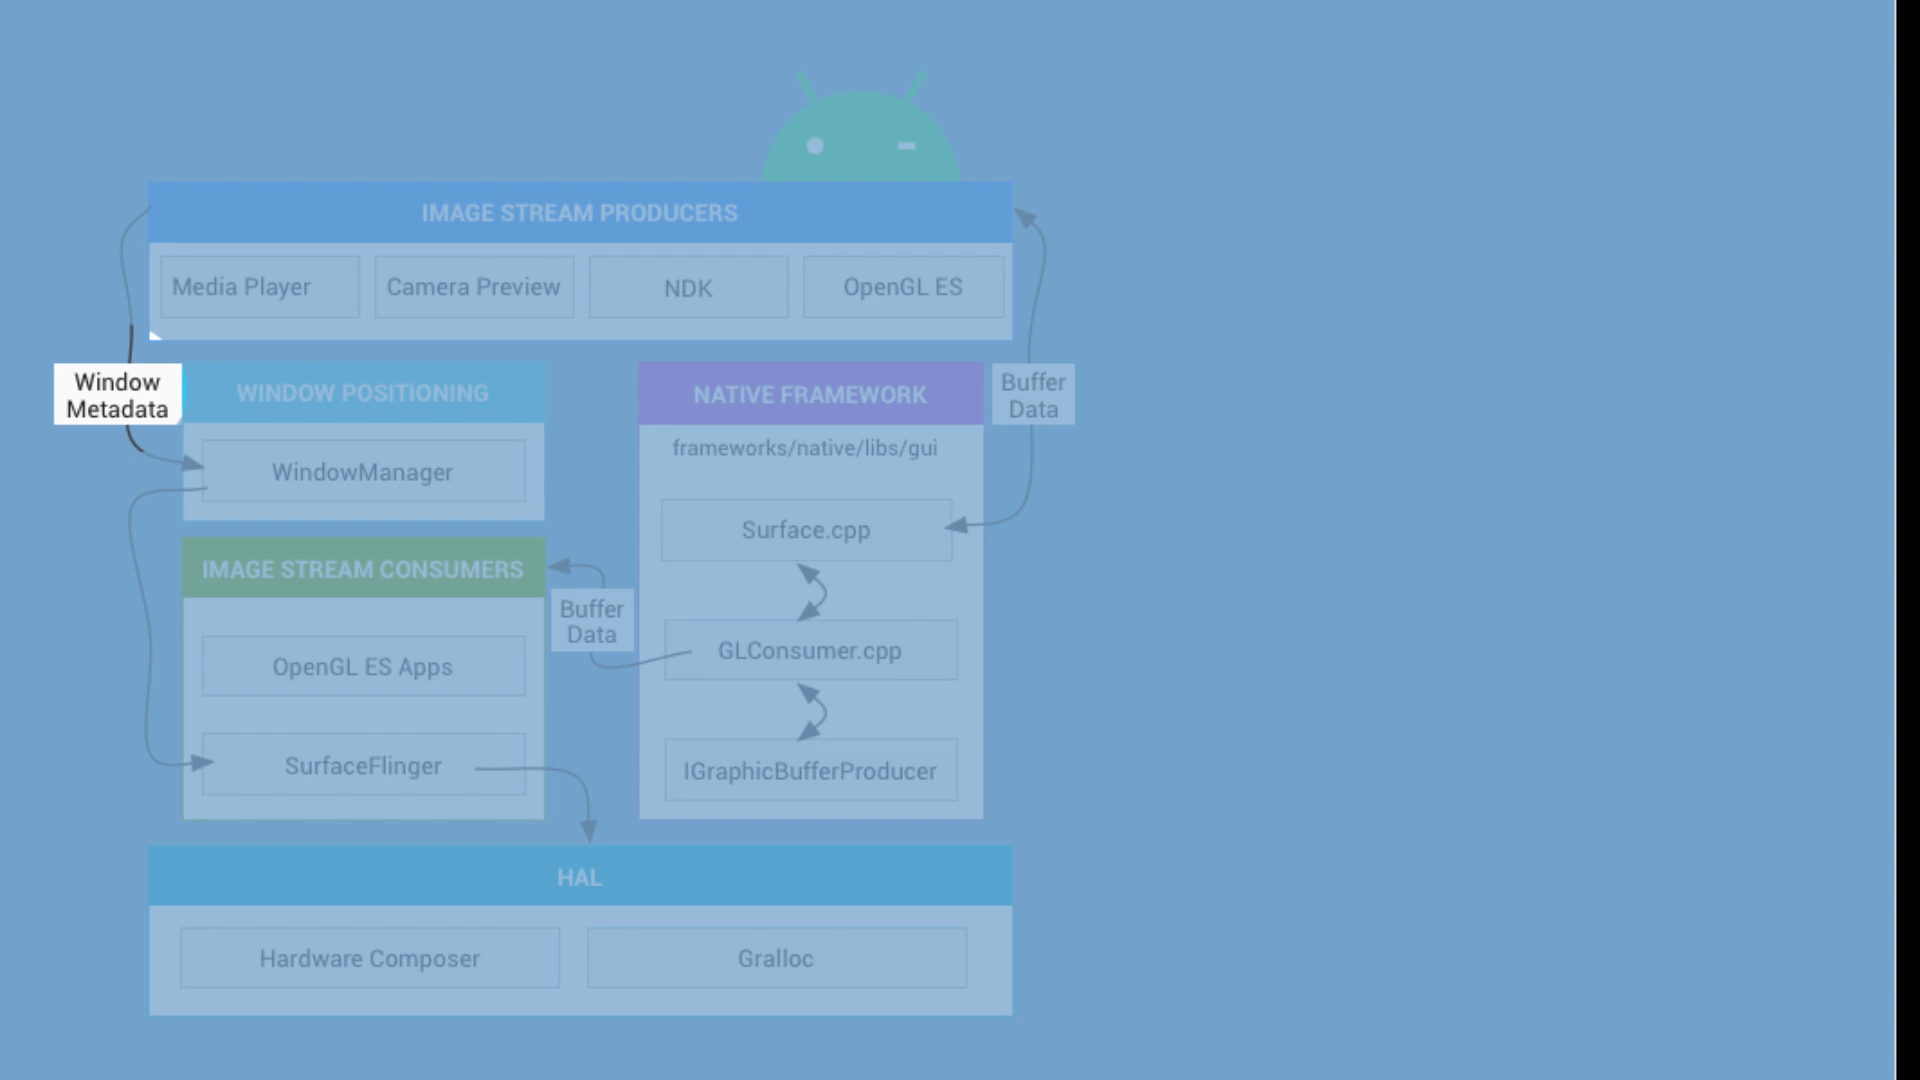 IMAGE STREAM PRODUCERS
Media Player
Camera Preview
NDK
OpenGL ES
Window
Metadata
WINDOW POSITIONING
WindowManager
NATIVE FRAMEWORK
frameworks/native/libs/gui
Surface.cpp
GLConsumer.cpp
IGraphicBufferProducer
Buffer
Data
IMAGE STREAM CONSUMERS
OpenGL ES Apps
SurfaceFlinger
Buffer
Data
HAL
Hardware Composer
Gralloc